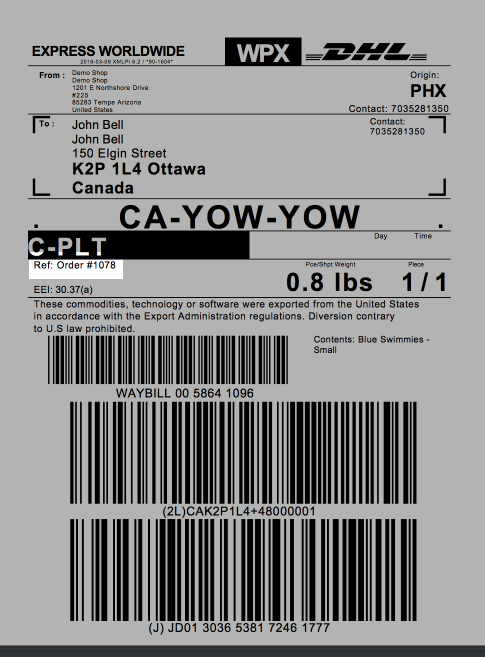 EXPRESS WORLDWIDE
2018-03-09 XMLPI 6.2 / *90-1604*
WPX
DHL
From :
Demo Shop
Demo Shop
1201 E Northshore Drive
#225
85283 Tempe Arizona
United States
Origin:
PHX
Contact: 7035281350
To :
John Bell
John Bell
150 Elgin Street
K2P 1L4 Ottawa
Canada
Contact:
7035281350
CA-YOW-YOW
C-PLT
Day Time
Ref: Order #1078
EEI: 30.37(a)
Pce/Shpt Weight
0.8 lbs
Piece
1 / 1
These commodities, technology or software were exported from the United States
in accordance with the Export Administration regulations. Diversion contrary
to U.S law prohibited.
Contents: Blue Swimmies -
Small
WAYBILL 00 5864 1096
(2L)CAK2P1L4+48000001
(J) JD01 3036 5381 7246 1777